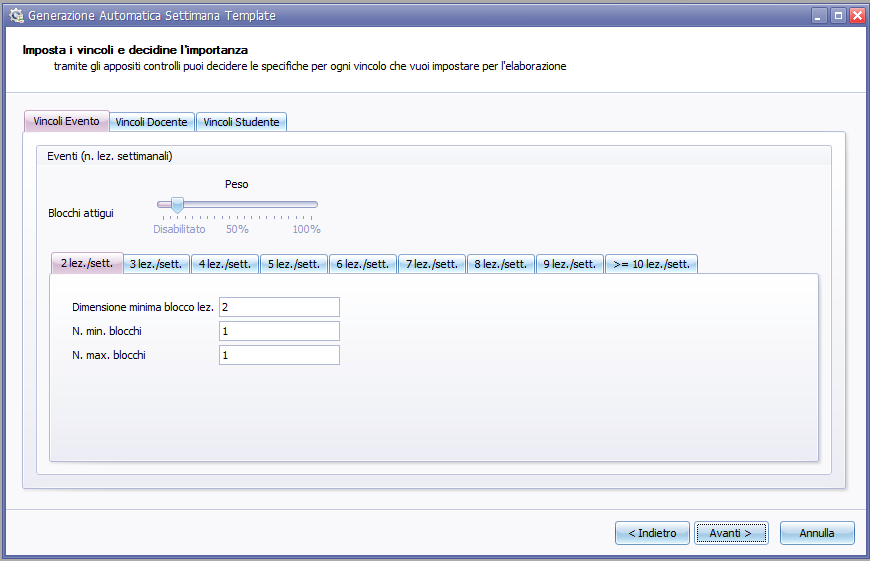 Generazione Automatica Settimana Template
Imposta i vincoli e decidine l'importanza
tramite gli appositi controlli puoi decidere le specifiche per ogni vincolo che vuoi impostare per l'elaborazione
Vincoli Evento Vincoli Docente Vincoli Studente
Eventi (n. lez. settimanali)
Peso
Blocchi attigui
Disabilitato 50% 100%
2 lez./sett. 3 lez./sett. 4 lez./sett. 5 lez./sett. 6 lez./sett. 7 lez./sett. 8 lez./sett. 9 lez./sett. >= 10 lez./sett.
Dimensione minima blocco lez. 2
N. min. blocchi 1
N. max. blocchi 1
< Indietro Avanti > Annulla